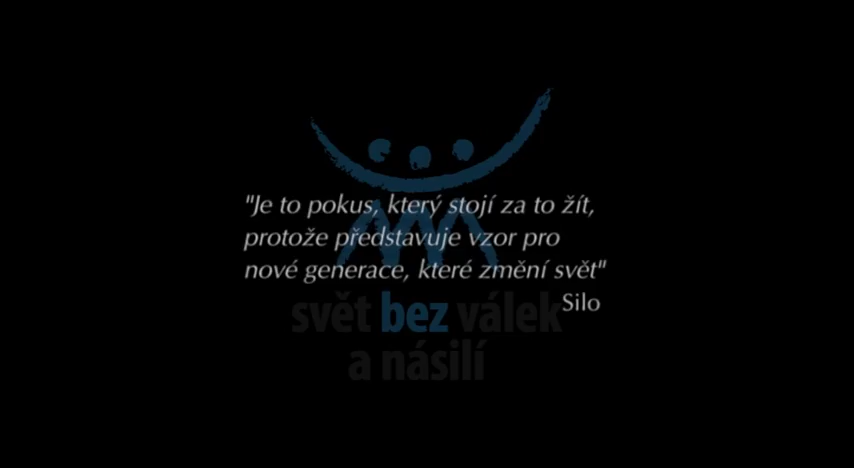 "Je to pokus, který stojí za to žít,
protože představuje vzor pro
nové generace, které změní svět"
Silo
svět bez válek
a násilí